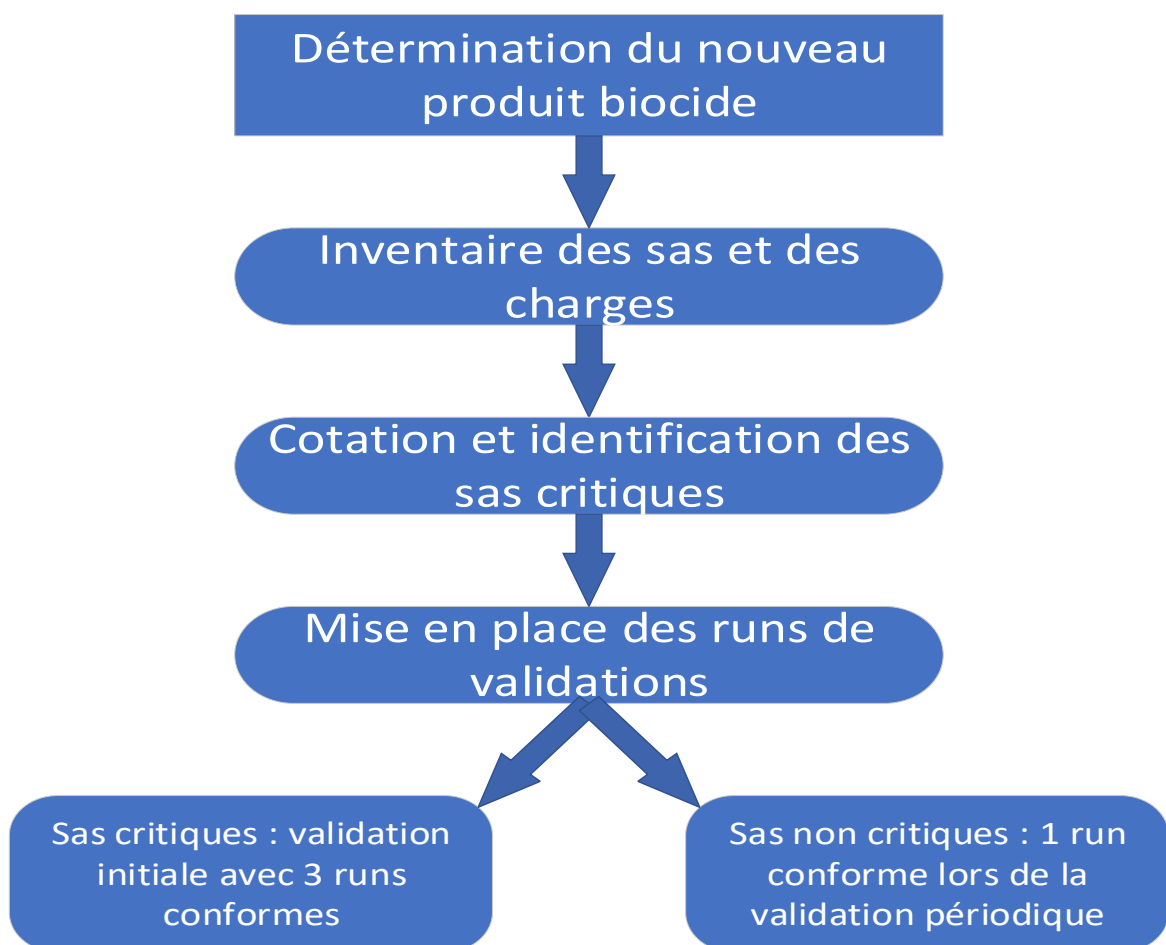 Détermination du nouveau
produit biocide
Inventaire des sas et des
charges
Cotation et identification des
sas critiques
Mise en place des runs de
validations
Sas critiques : validation
initiale avec 3 runs
conformes
Sas non critiques : 1 run
conforme lors de la
validation périodique